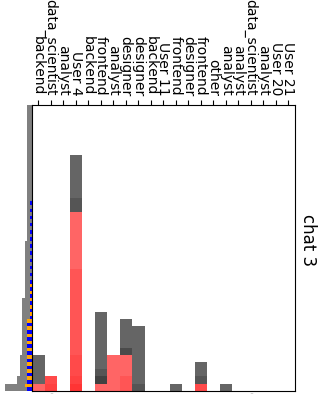 chat 3
User 21
User 20
analyst
data_scientist
analyst
analyst
other
frontend
designer
frontend
User 11
backend
designer
designer
analyst
frontend
backend
User 4
analyst
data_scientist
backend